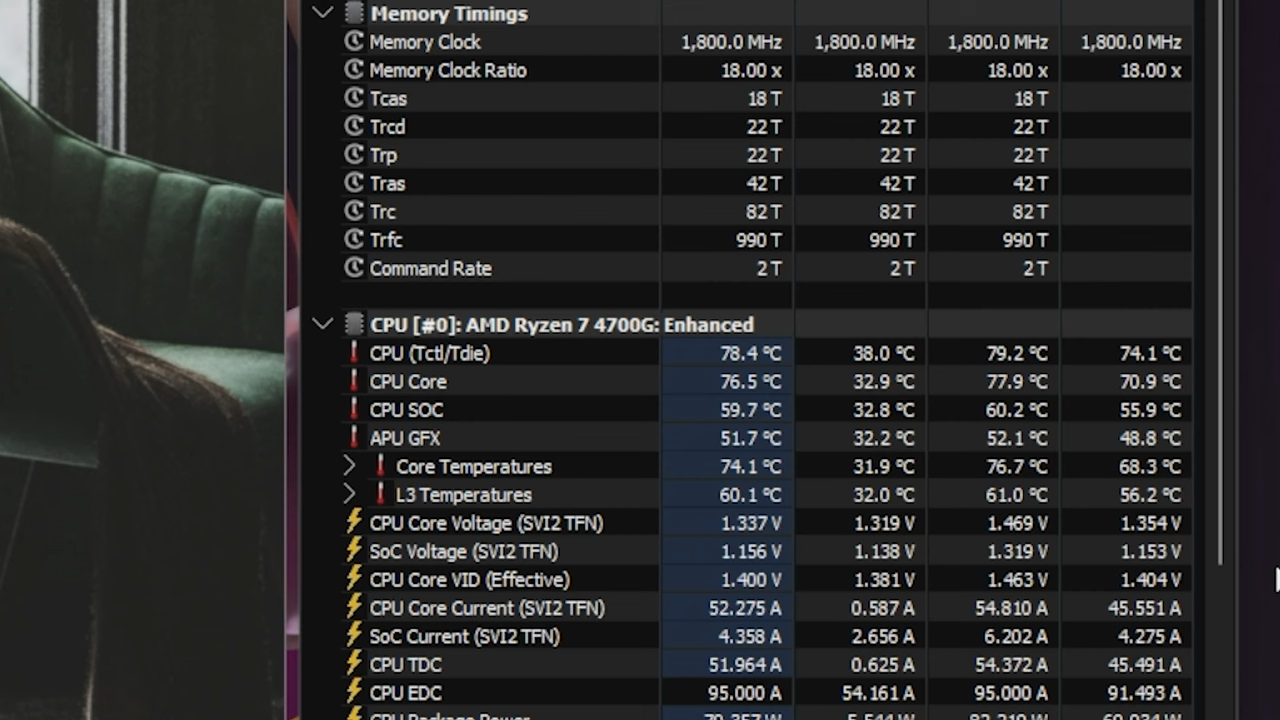 Memory Timings
Memory Clock 1,800.0 MHz 1,800.0 MHz 1,800.0 MHz 1,800.0 MHz
Memory Clock Ratio 18.00 x 18.00 x 18.00 x 18.00 x
Tcas 18 T 18 T 18 T
Trcd 22 T 22 T 22 T
Trp 22 T 22 T 22 T
Tras 42 T 42 T 42 T
Trc 82 T 82 T 82 T
Trfc 990 T 990 T 990 T
Command Rate 2 T 2 T 2 T
CPU [#0]: AMD Ryzen 7 4700G: Enhanced
CPU (Tctl/Tdie) 78.4 °C 38.0 °C 79.2 °C 74.1 °C
CPU Core 76.5 °C 32.9 °C 77.9 °C 70.9 °C
CPU SOC 59.7 °C 32.8 °C 60.2 °C 55.9 °C
APU GFX 51.7 °C 32.2 °C 52.1 °C 48.8 °C
Core Temperatures 74.1 °C 31.9 °C 76.7 °C 68.3 °C
L3 Temperatures 60.1 °C 32.0 °C 61.0 °C 56.2 °C
CPU Core Voltage (SVI2 TFN) 1.337 V 1.319 V 1.469 V 1.354 V
SoC Voltage (SVI2 TFN) 1.156 V 1.138 V 1.319 V 1.153 V
CPU Core VID (Effective) 1.400 V 1.381 V 1.463 V 1.404 V
CPU Core Current (SVI2 TFN) 52.275 A 0.587 A 54.810 A 45.551 A
SoC Current (SVI2 TFN) 4.358 A 2.656 A 6.202 A 4.275 A
CPU TDC 51.964 A 0.625 A 54.372 A 45.491 A
CPU EDC 95.000 A 54.161 A 95.000 A 91.493 A
CPU Package Power